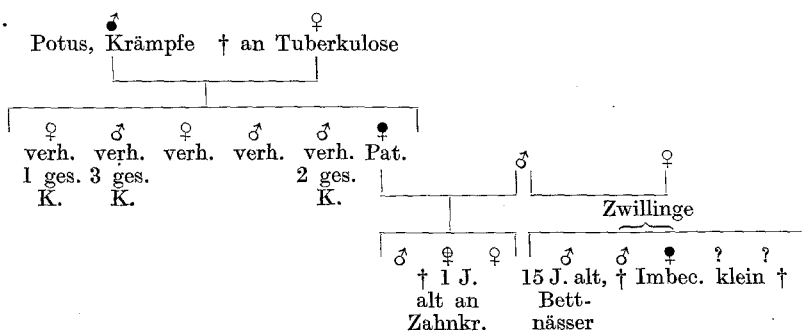 ♂ ♀
Potus, Krämpfe † an Tuberkulose
♀ ♂ ♀ ♂ ♂ ♀
verh. verh. verh. verh. verh. Pat.
1 ges. 3 ges. 2 ges.
K. K. K.
♂ ♀
Zwillinge
♂ ♀ ♀ ♂ ♂ ♀ ? ?
† 1 J. 15 J. alt, † Imbec. klein †
alt an Bett-
Zahnkr. nässer